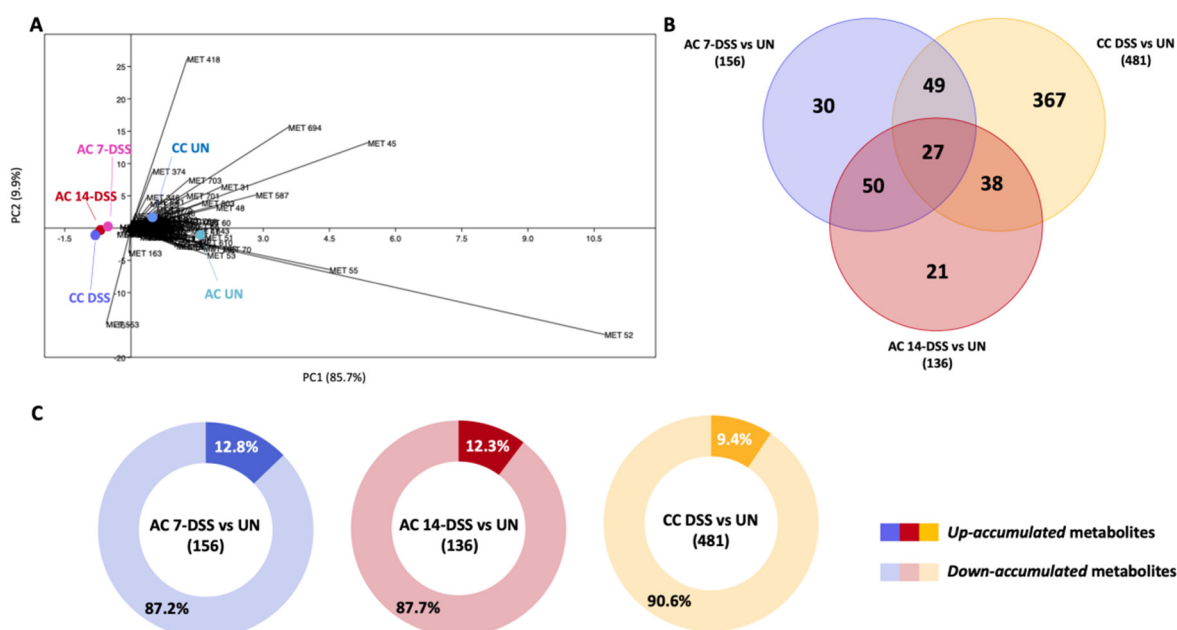 A
B
AC 7-DSS vs UN
(156)
CC DSS vs UN
(481)
30
49
367
27
50
38
21
AC 14-DSS vs UN
(136)
PC2 (9.9%)
25
20
15
10
5
-5
-10
-20
-1.5
3.0
4.5
6.0
7.5
9.0
10.5
PC1 (85.7%)
MET 418
MET 694
MET 45
AC 7-DSS
CC UN
MET 374
MET 703
MET 31
MET 701
MET 587
AC 14-DSS
MET 48
MET 51
MET 70
MET 163
MET 53
MET 55
CC DSS
AC UN
MET 52
C
12.8%
AC 7-DSS vs UN
(156)
87.2%
12.3%
AC 14-DSS vs UN
(136)
87.7%
9.4%
CC DSS vs UN
(481)
90.6%
Up-accumulated metabolites
Down-accumulated metabolites